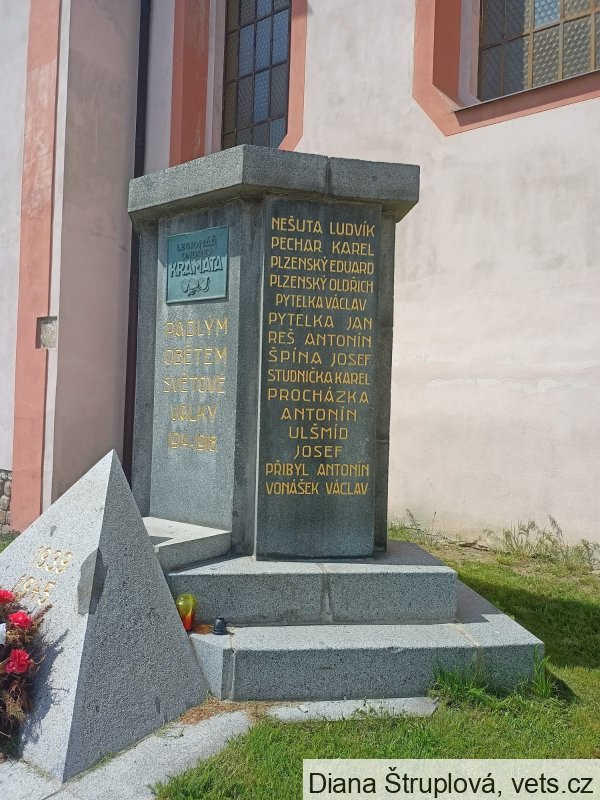 LEGIONÁŘ
ONDŘEJ
KRAMATA
PADLÝM
OBĚTEM
SVĚTOVÉ
VÁLKY
1914-1918
NEŠUTA LUDVÍK
PECHAR KAREL
PLZENSKÝ EDUARD
PLZENSKÝ OLDŘICH
PYTELKA VÁCLAV
PYTELKA JAN
REŠ ANTONÍN
ŠPÍNA JOSEF
STUDNIČKA KAREL
PROCHÁZKA
ANTONÍN
ULŠMÍD
JOSEF
PŘIBYL ANTONÍN
VONÁŠEK VÁCLAV
1939
1945
Diana Štruplová, vets.cz